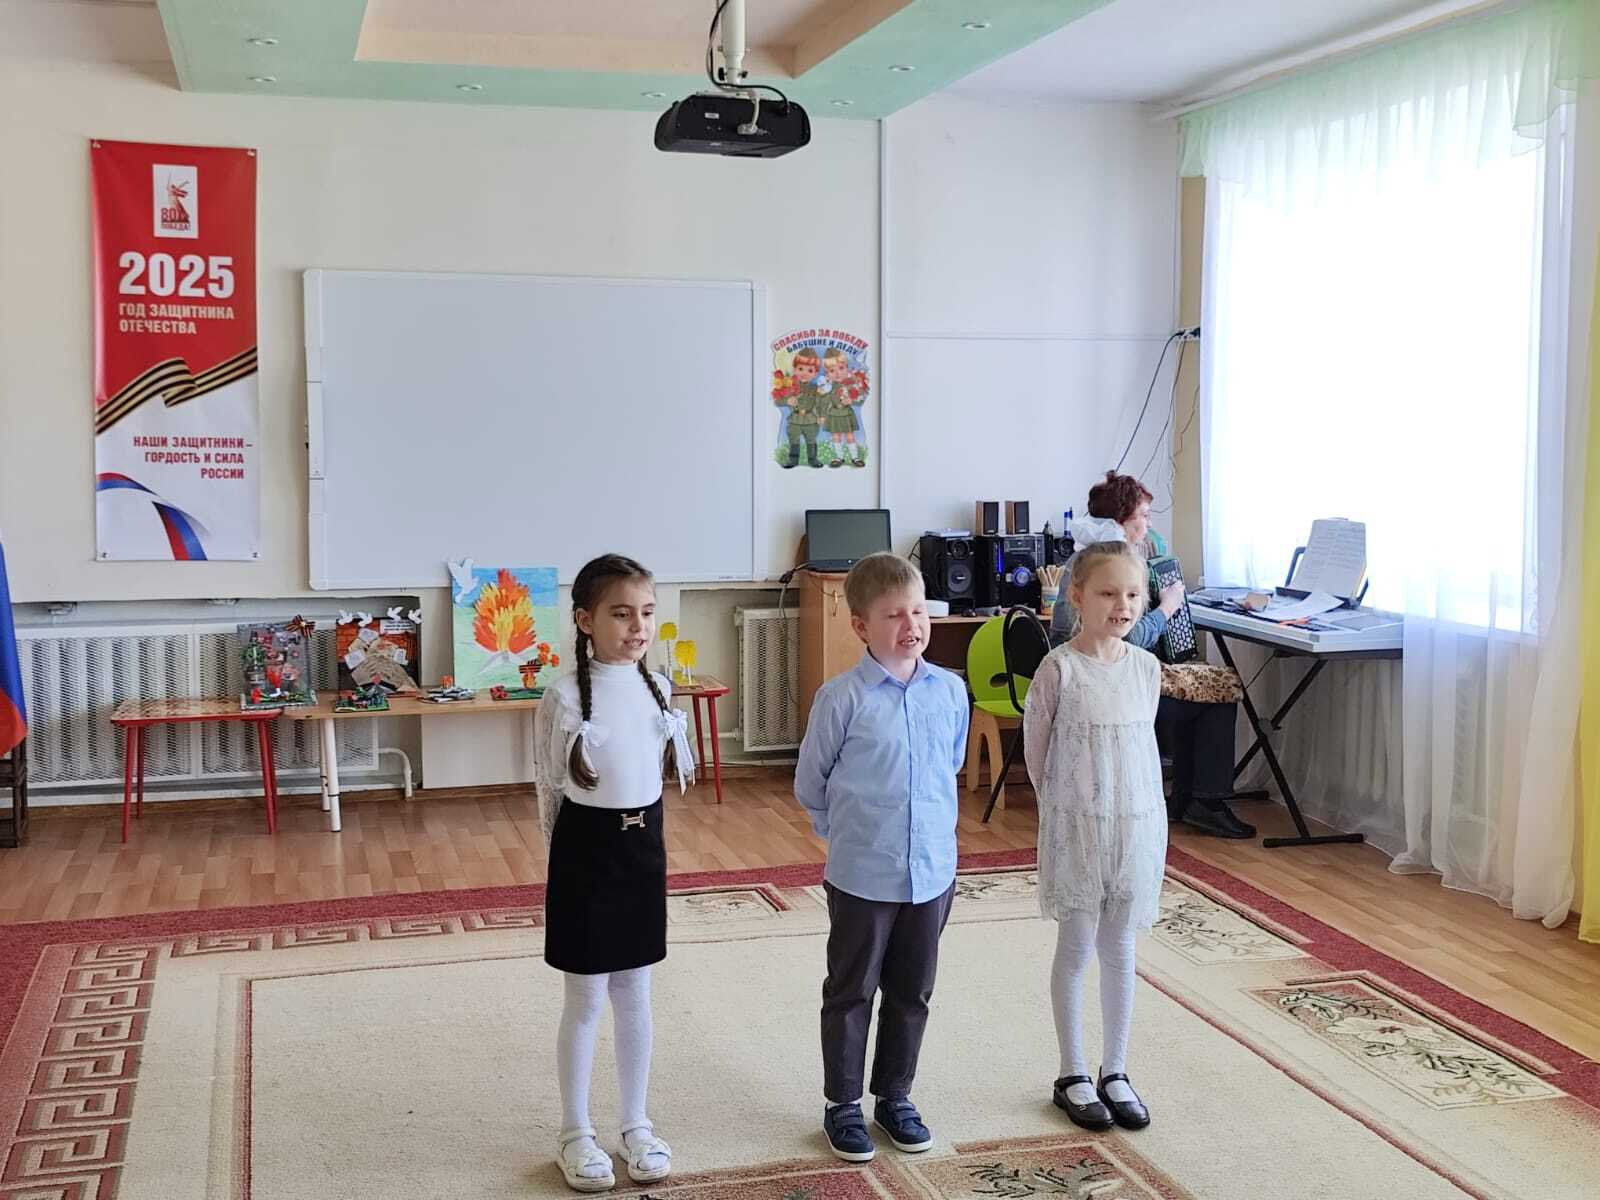 80
ПОБЕДА!
2025
ГОД ЗАЩИТНИКА
ОТЕЧЕСТВА
НАШИ ЗАЩИТНИКИ –
ГОРДОСТЬ И СИЛА
РОССИИ
СПАСИБО ЗА ПОБЕДУ
БАБУШКЕ И ДЕДУ